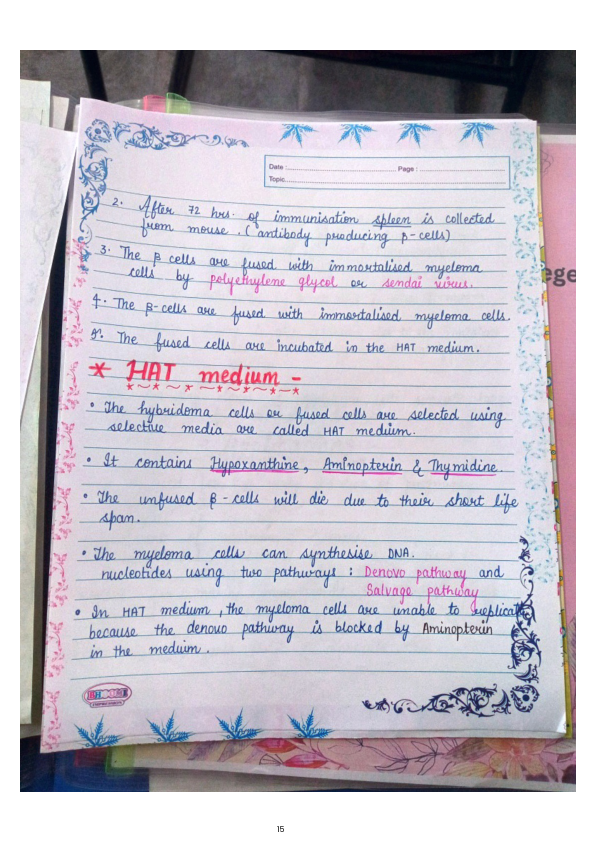 Date : Page :
Topic
2. After 72 hrs. of immunisation spleen is collected
from mouse. (antibody producing β-cells)
3. The β cells are fused with immortalised myeloma
cells by polyethylene glycol or sendai virus.
4. The β-cells are fused with immortalised myeloma cells.
5. The fused cells are incubated in the HAT medium.
* HAT medium -
• The hybridoma cells or fused cells are selected using
selective media are called HAT medium.
• It contains Hypoxanthine, Aminopterin & Thymidine.
• The unfused β-cells will die due to their short life
span.
• The myeloma cells can synthesise DNA.
nucleotides using two pathways : Denovo pathway and
Salvage pathway
• In HAT medium, the myeloma cells are unable to replicate
because the denovo pathway is blocked by Aminopterin
in the medium.
ege
15